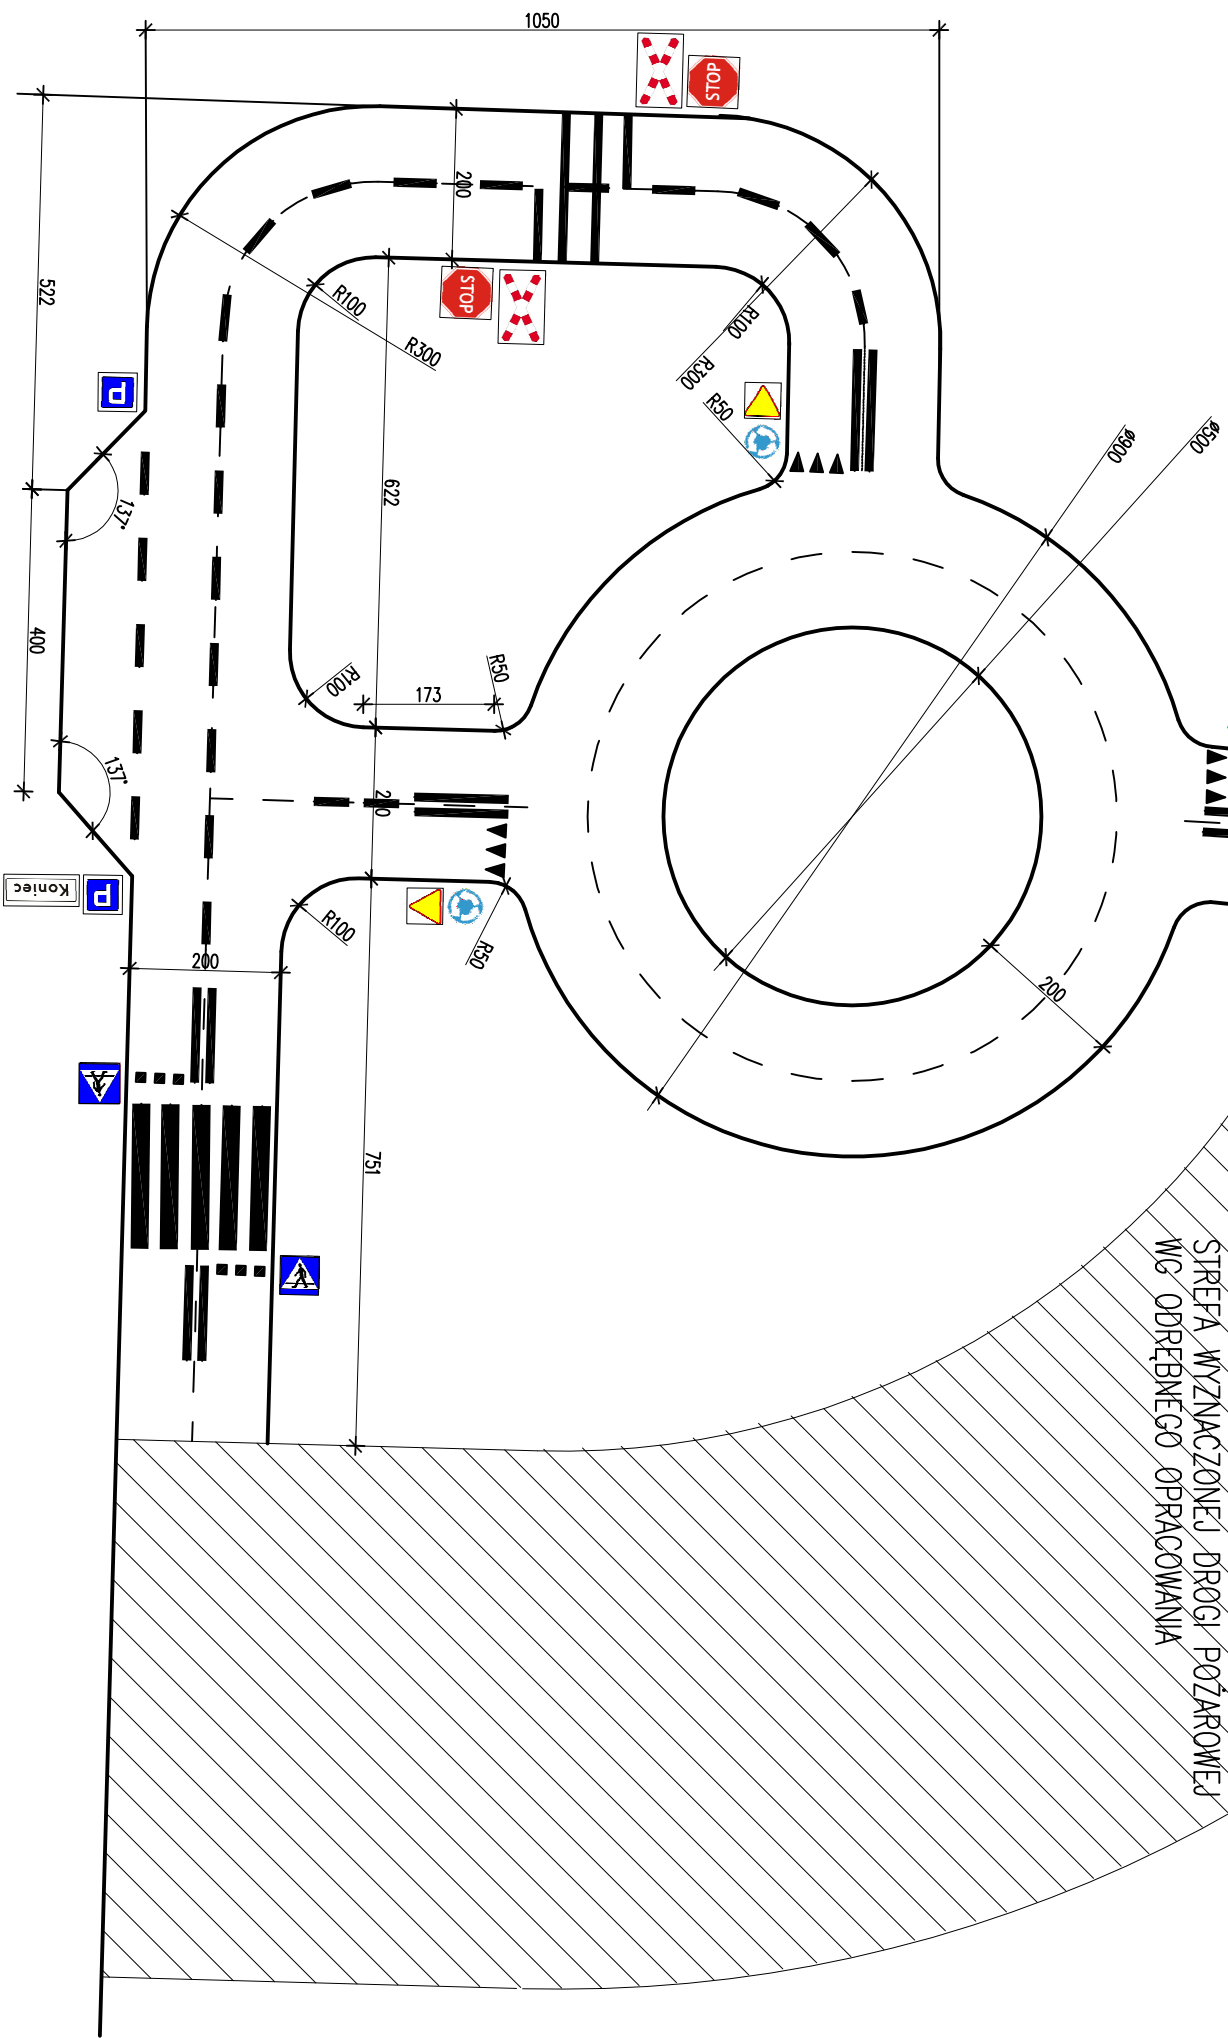 1050
STOP
200
522
STOP
R100
R300
R100
R300
R50
P
ø900
ø500
622
137°
400
R100
R50
173
137°
200
Koniec
P
R100
R50
200
200
751
STREFA WYZNACZONEJ DROGI POŻAROWEJ
WG ODRĘBNEGO OPRACOWANIA